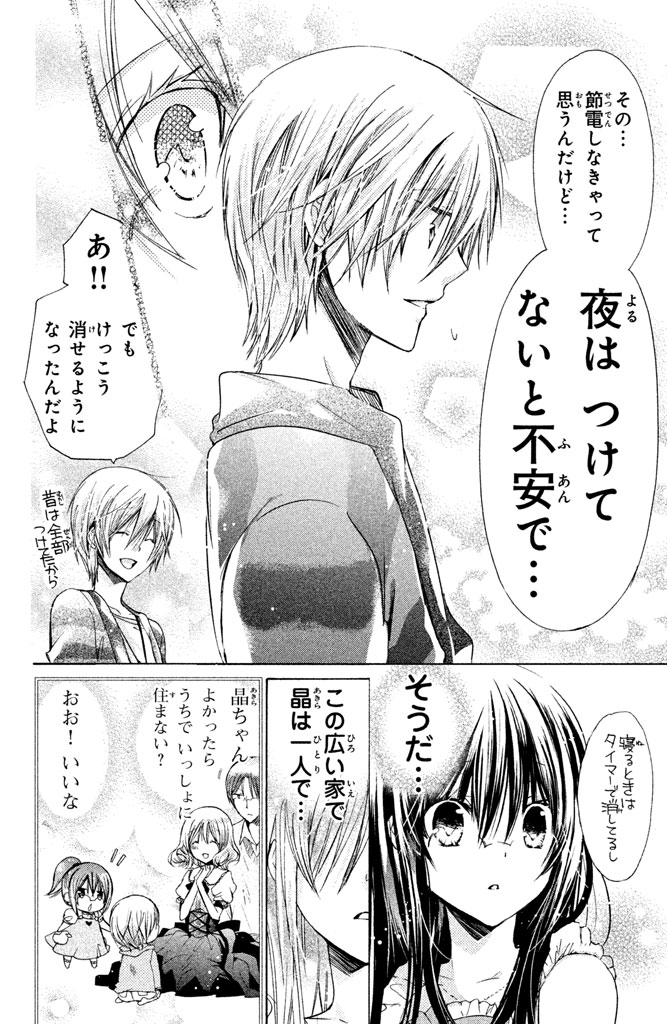 その…
節電しなきゃって
思うんだけど…
夜は つけて
ないと不安で…
あ!!
でも
けっこう
消せるように
なったんだよ
昔は全部
つけてたから
寝るときは
タイマーで消してるし
そうだ…
この広い家で
晶は一人で…
晶ちゃん
よかったら
うちで いっしょに
住まない?
おお!いいな